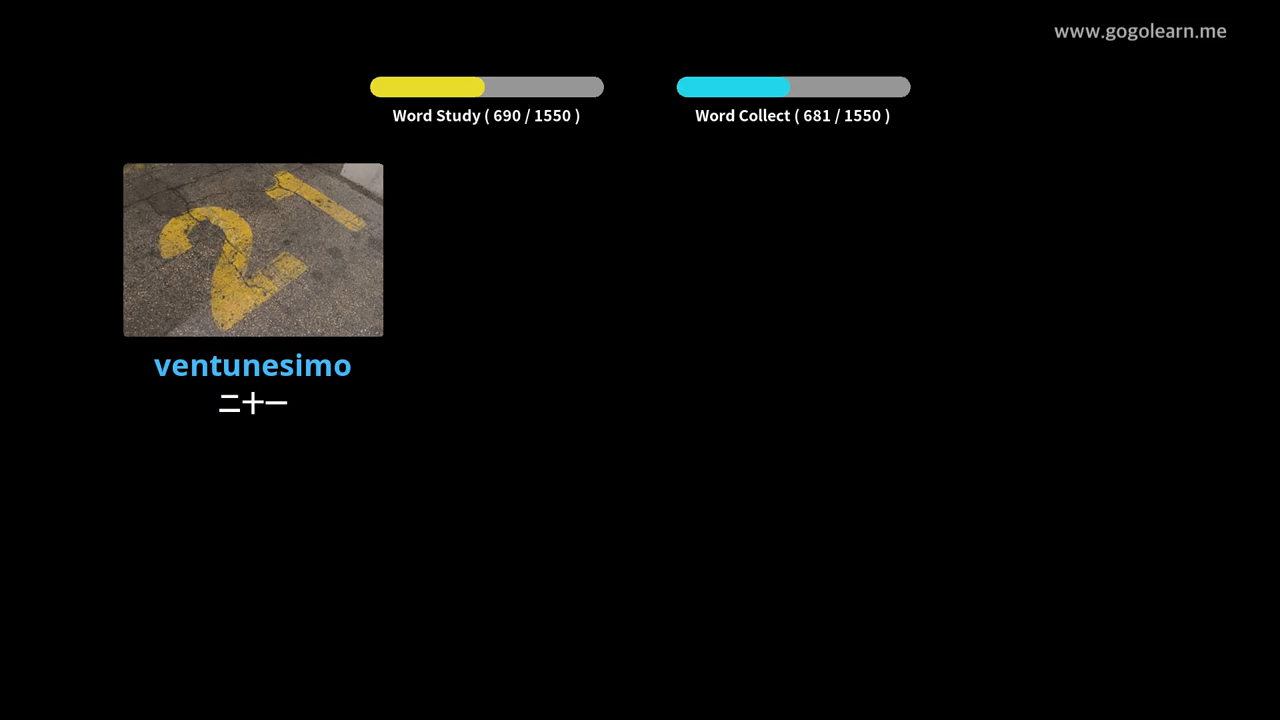 www.gogolearn.me
Word Study ( 690 / 1550 )
Word Collect ( 681 / 1550 )
21
ventunesimo
二十一